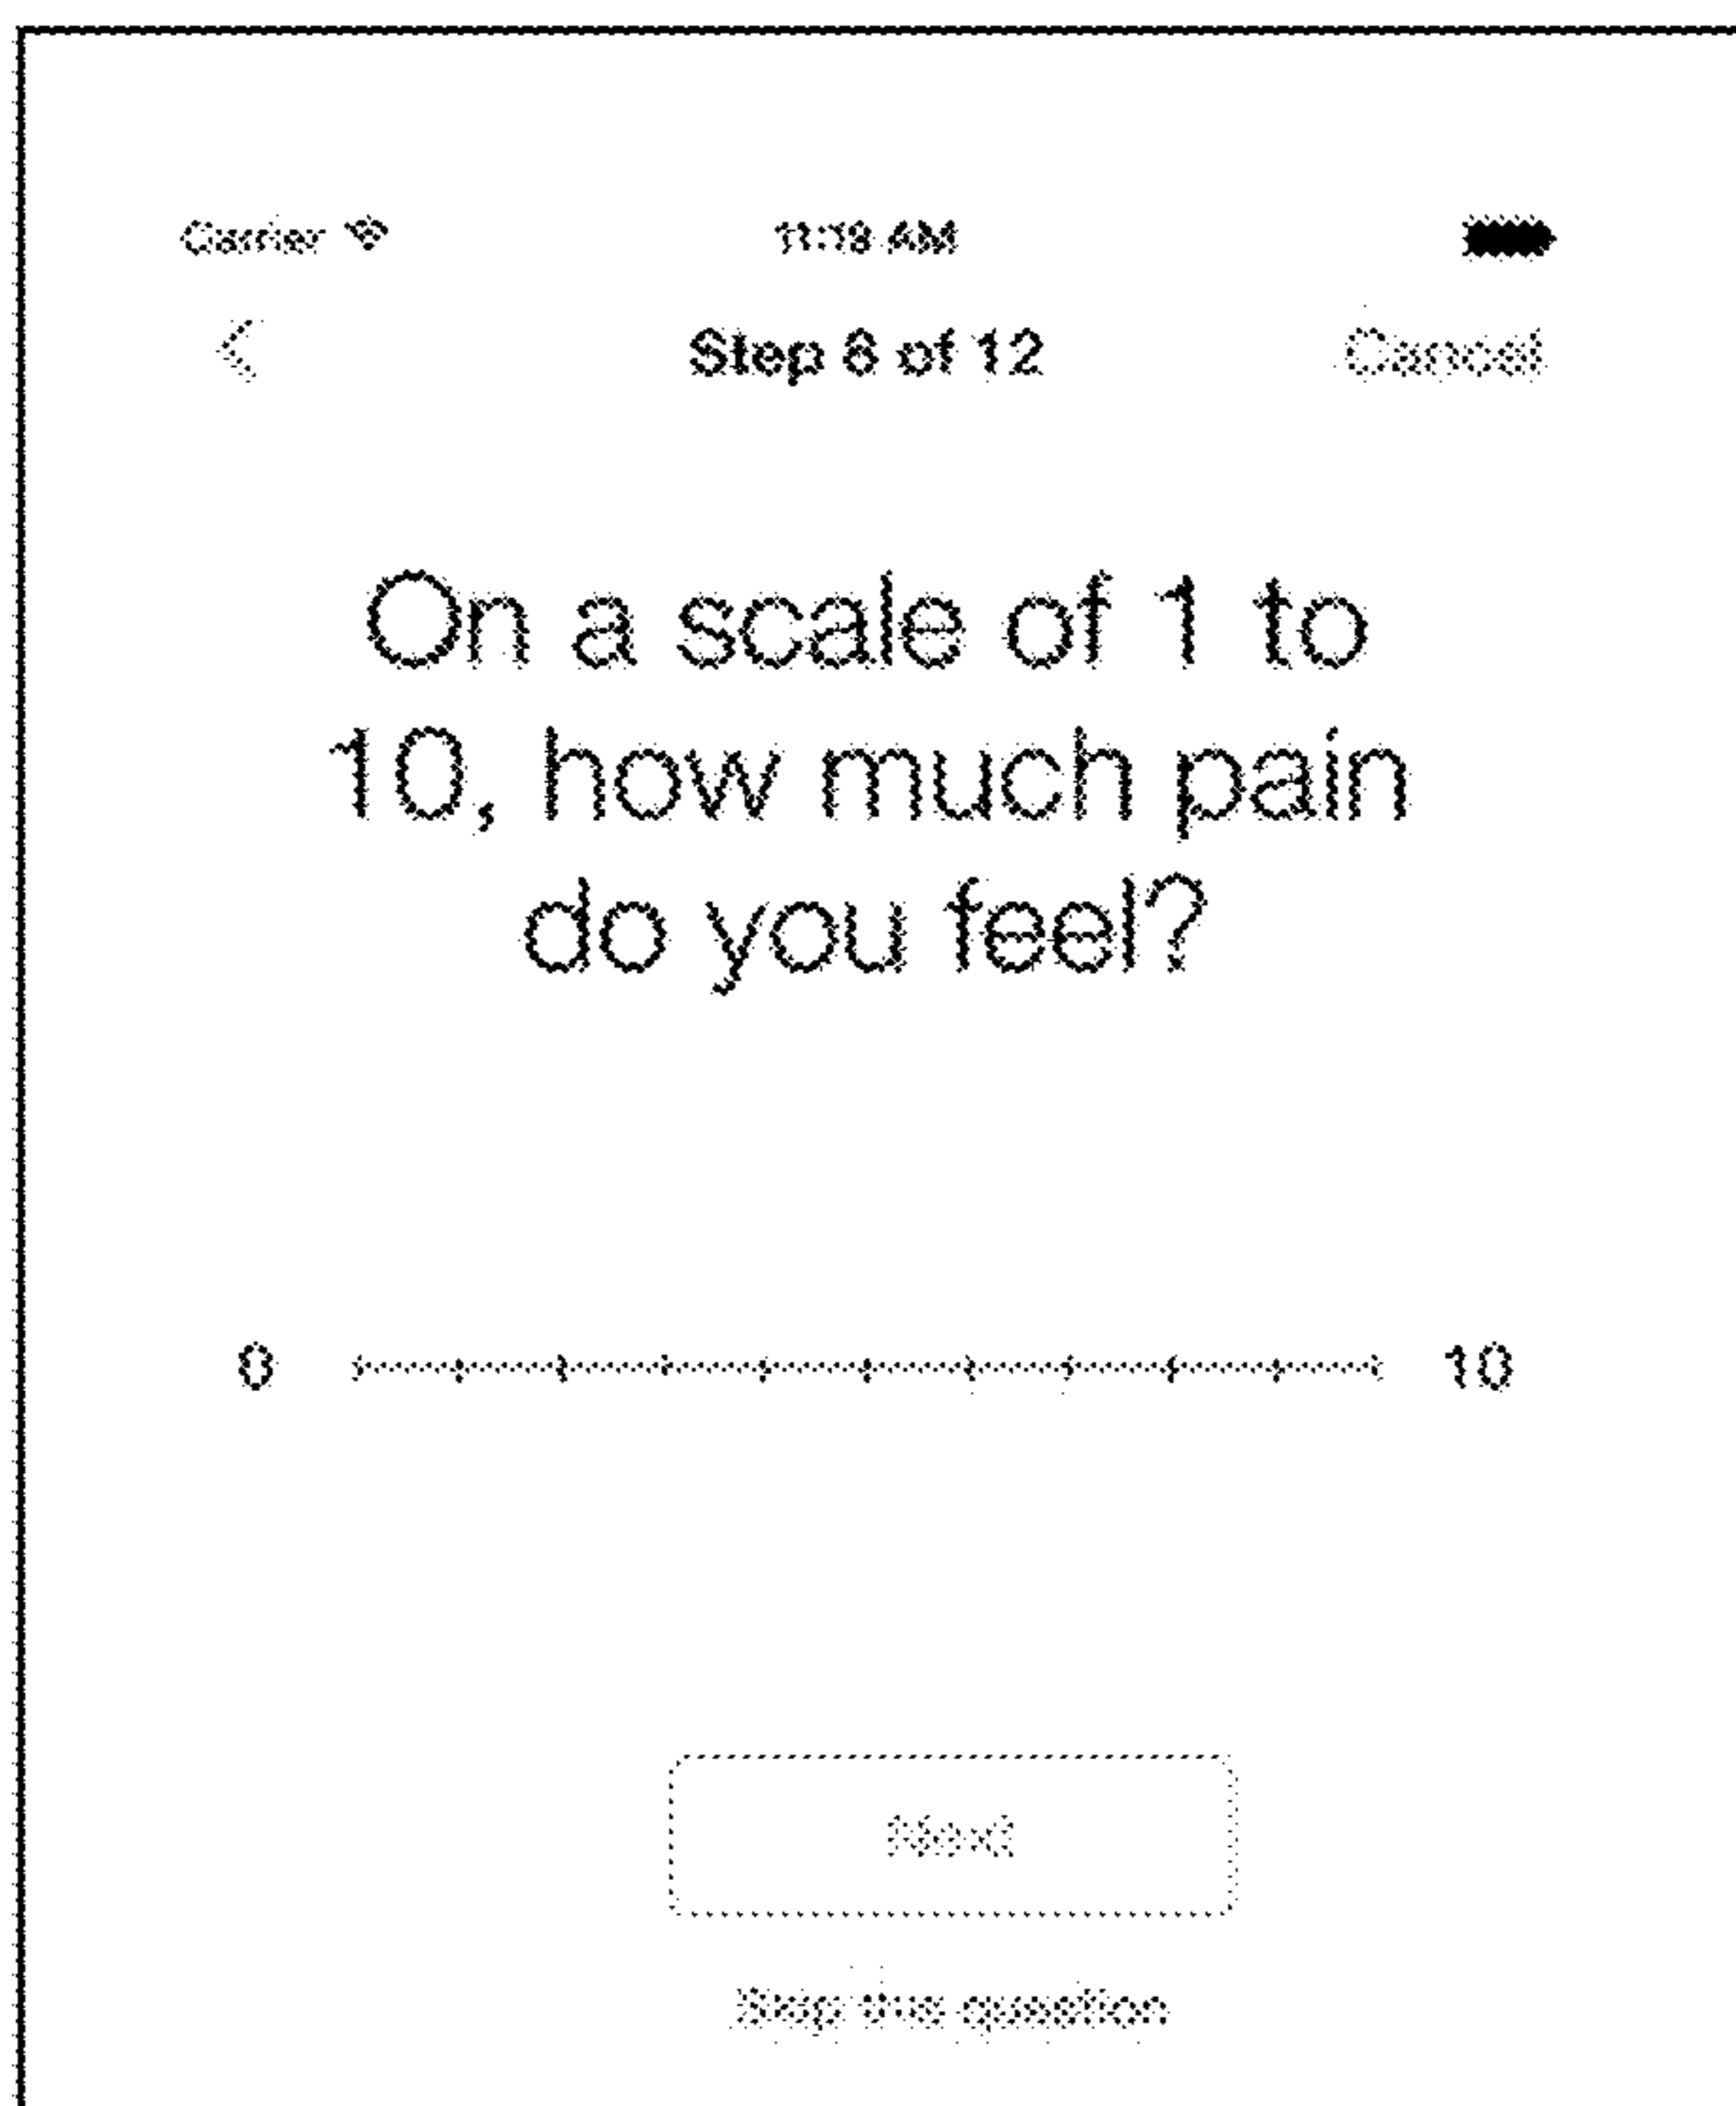 Carrier 11:18 AM
Step 6 of 12 Cancel
On a scale of 1 to
10, how much pain
do you feel?
0 10
Next
Skip this question